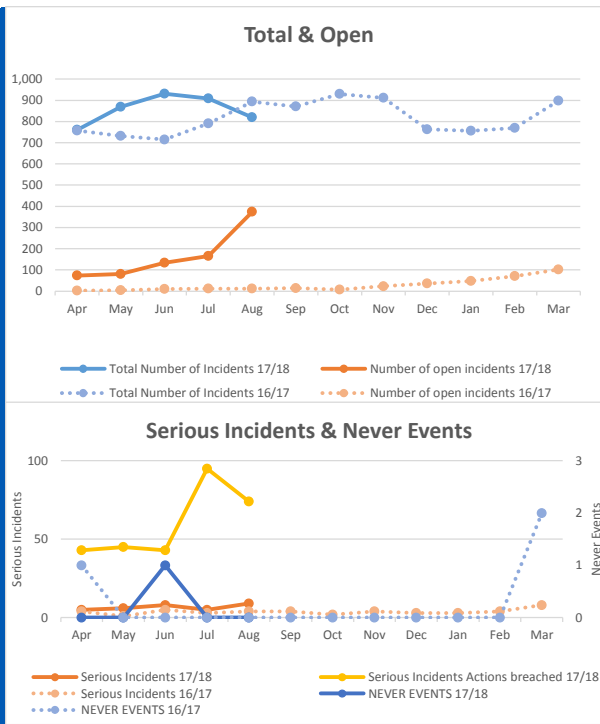 Total & Open
1,000
900
800
700
600
500
400
300
200
100
0
Apr May Jun Jul Aug Sep Oct Nov Dec Jan Feb Mar
Total Number of Incidents 17/18 Number of open incidents 17/18
Total Number of Incidents 16/17 Number of open incidents 16/17
Serious Incidents & Never Events
100 3
2
50
1
0 0
Serious Incidents
Never Events
Apr May Jun Jul Aug Sep Oct Nov Dec Jan Feb Mar
Serious Incidents 17/18 Serious Incidents Actions breached 17/18
Serious Incidents 16/17 NEVER EVENTS 17/18
NEVER EVENTS 16/17